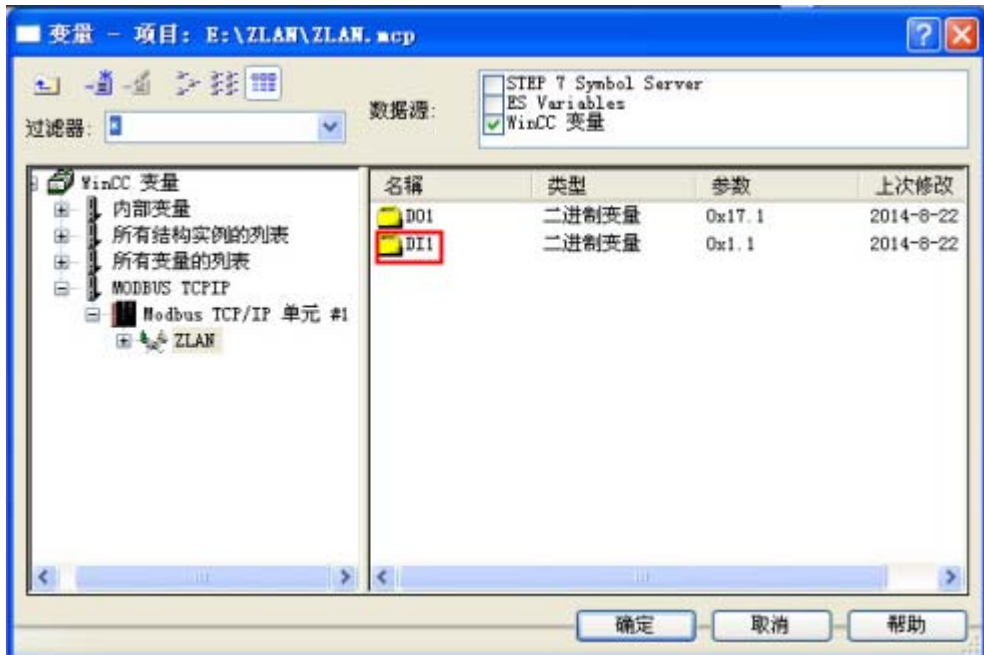 变量 - 项目: E:\ZLAN\ZLAN.mcp
过滤器: *
数据源:
STEP 7 Symbol Server
ES Variables
WinCC 变量
WinCC 变量
内部变量
所有结构实例的列表
所有变量的列表
MODBUS TCPIP
Modbus TCP/IP 单元 #1
ZLAN
名稱 类型 参数 上次修改
DO1 二进制变量 0x17.1 2014-8-22
DI1 二进制变量 0x1.1 2014-8-22
确定 取消 帮助